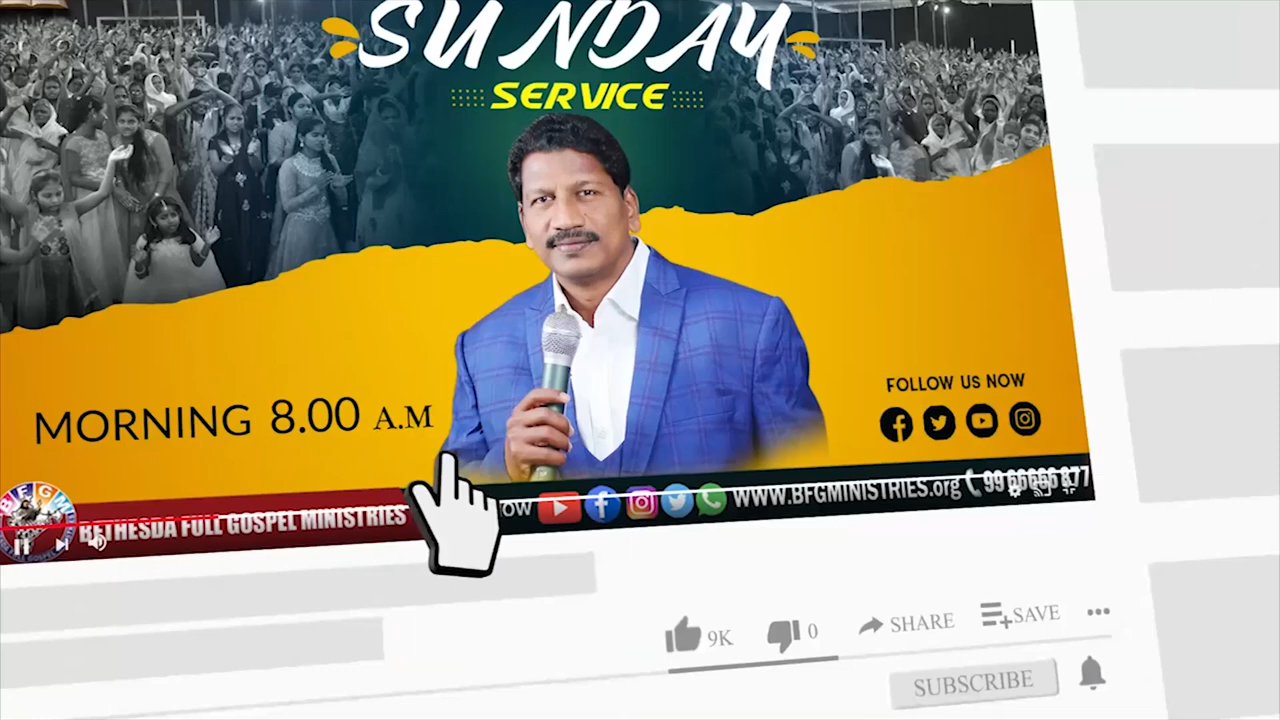 SUNDAY
SERVICE
MORNING 8.00 A.M
FOLLOW US NOW
BFGM
BETHESDA FULL GOSPEL MINISTRIES
WWW.BFGMINISTRIES.org
9K
0
SHARE
SAVE
SUBSCRIBE